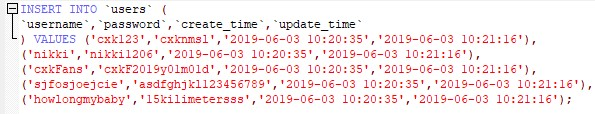 INSERT INTO `users` (
`username`,`password`,`create_time`,`update_time`
) VALUES ('cxk123','cxknmsl','2019-06-03 10:20:35','2019-06-03 10:21:16'),
('nikki','nikki1206','2019-06-03 10:20:35','2019-06-03 10:21:16'),
('cxkFans','cxkF2019y01m01d','2019-06-03 10:20:35','2019-06-03 10:21:16'),
('sjfosjoejcie','asdfghjkl123456789','2019-06-03 10:20:35','2019-06-03 10:21:16'),
('howlongmybaby','15kilimetersss','2019-06-03 10:20:35','2019-06-03 10:21:16');